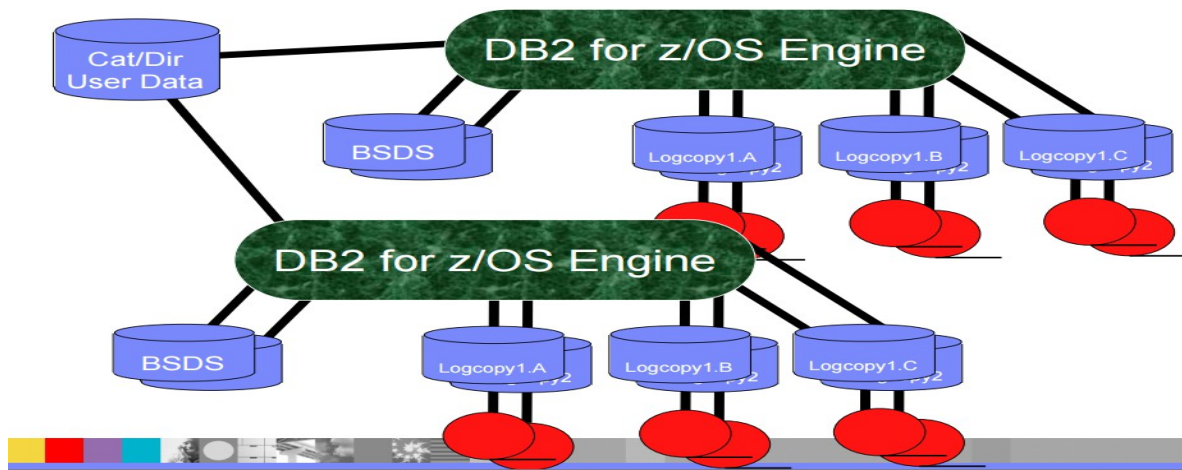 Cat/Dir
User Data
DB2 for z/OS Engine
BSDS
Logcopy1.A
Logcopy1.B
Logcopy1.C
DB2 for z/OS Engine
BSDS
Logcopy1.A
Logcopy1.B
Logcopy1.C